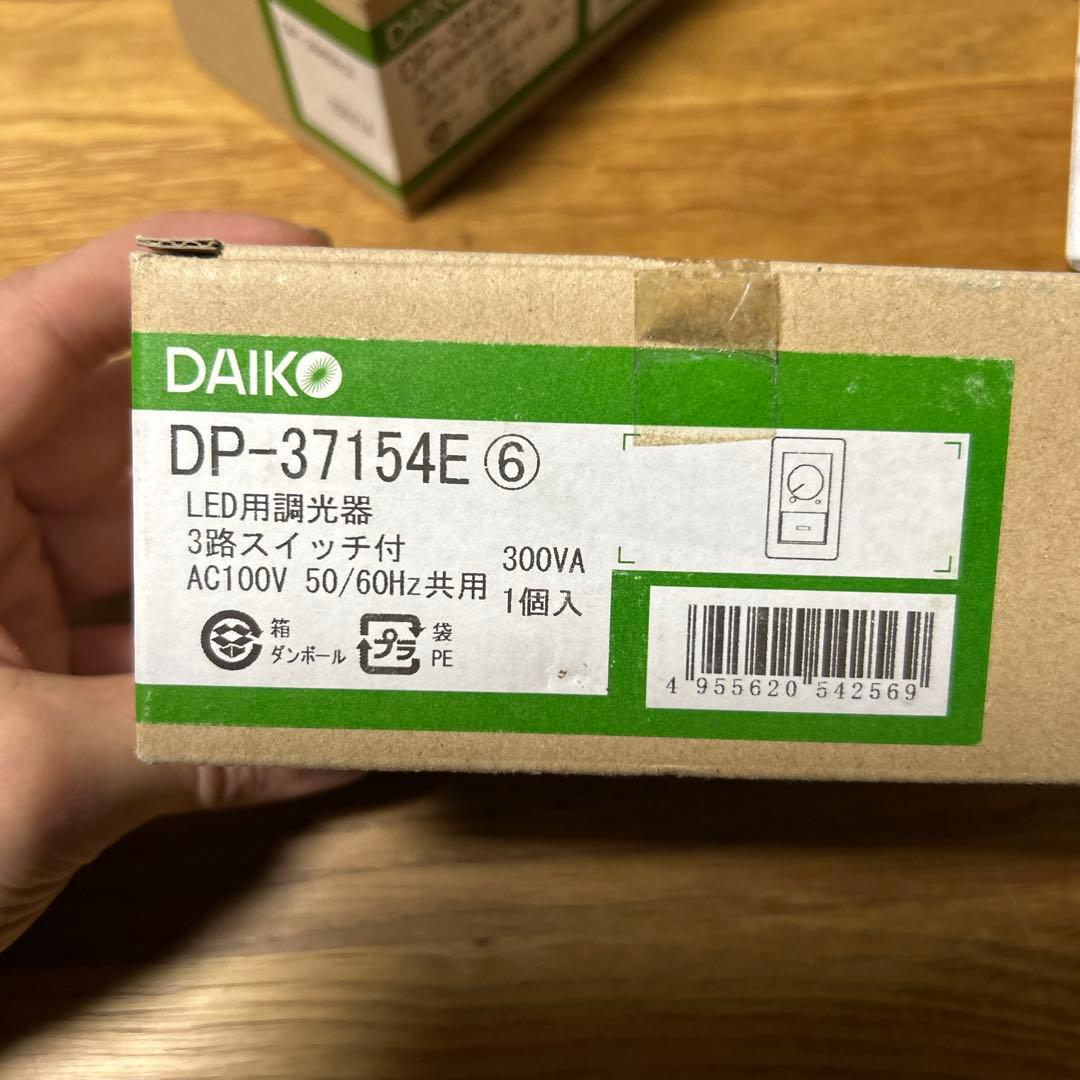 DAIKO
DAIKO
DP-37154E⑥
LED用調光器
3路スイッチ付
AC100V 50/60Hz共用
300VA
1個入
箱
ダンボール
プラ
袋
PE
4 955620 542569